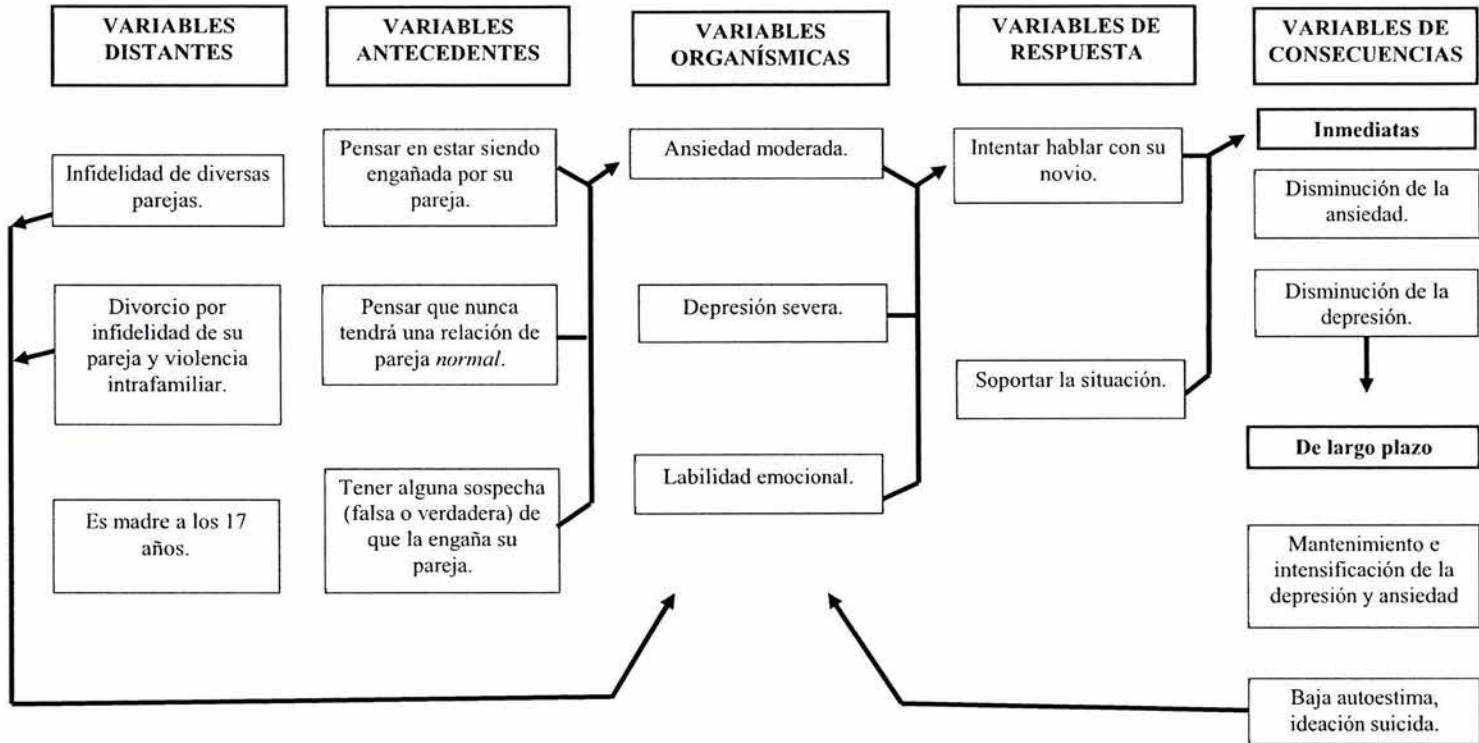 VARIABLES
DISTANTES
VARIABLES
ANTECEDENTES
VARIABLES
ORGANÍSMICAS
VARIABLES DE
RESPUESTA
VARIABLES DE
CONSECUENCIAS
Infidelidad de diversas
parejas.
Divorcio por
infidelidad de su
pareja y violencia
intrafamiliar.
Es madre a los 17
años.
Pensar en estar siendo
engañada por su
pareja.
Pensar que nunca
tendrá una relación de
pareja normal.
Tener alguna sospecha
(falsa o verdadera) de
que la engaña su
pareja.
Ansiedad moderada.
Depresión severa.
Labilidad emocional.
Intentar hablar con su
novio.
Soportar la situación.
Inmediatas
Disminución de la
ansiedad.
Disminución de la
depresión.
De largo plazo
Mantenimiento e
intensificación de la
depresión y ansiedad
Baja autoestima,
ideación suicida.